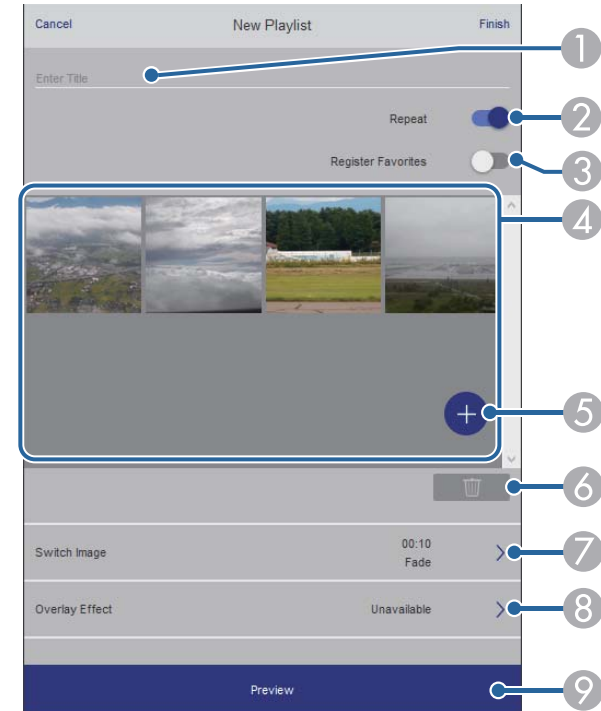 Cancel New Playlist Finish
1
Enter Title
Repeat 2
Register Favorites 3
4
5
6
00:10
Switch Image 7
Fade
Overlay Effect Unavailable 8
Preview 9